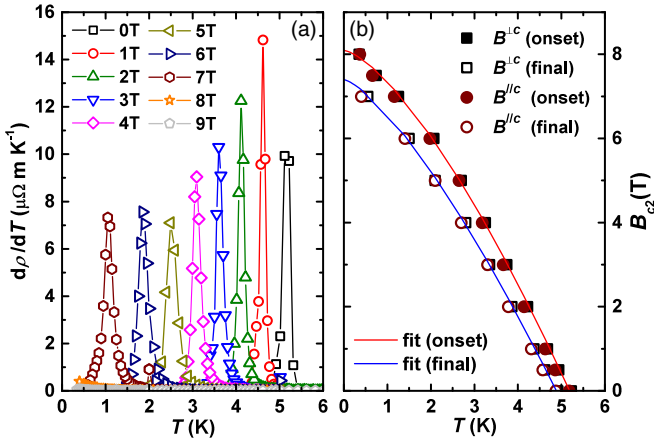 (a)
0T 5T
1T 6T
2T 7T
3T 8T
4T 9T
dρ/dT (μΩ m K⁻¹)
16
14
12
10
8
6
4
2
0
0 1 2 3 4 5 6
T (K)
(b)
B^⊥c (onset)
B^⊥c (final)
B^//c (onset)
B^//c (final)
fit (onset)
fit (final)
8
6
4
2
0
B_c2(T)
0 1 2 3 4 5 6
T (K)